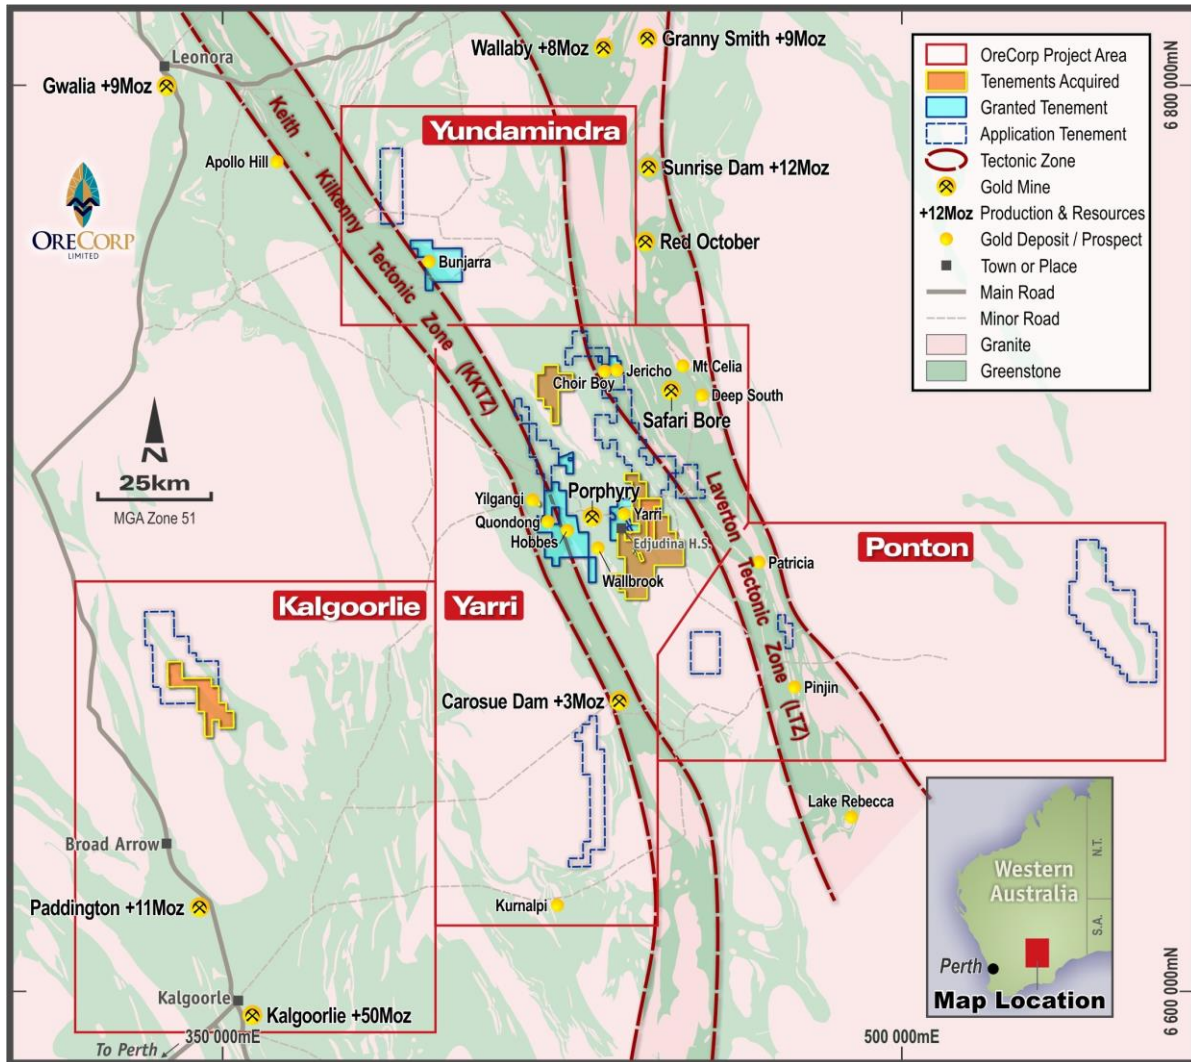 Leonora
Gwalia +9Moz
Wallaby +8Moz
Granny Smith +9Moz
6 800 000mN
OreCorp Project Area
Tenements Acquired
Granted Tenement
Application Tenement
Tectonic Zone
Gold Mine
+12Moz Production & Resources
Gold Deposit / Prospect
Town or Place
Main Road
Minor Road
Granite
Greenstone
Yundamindra
Keith - Kilkenny Tectonic Zone (KKTZ)
Apollo Hill
Sunrise Dam +12Moz
ORECORP
LIMITED
Red October
Bunjarra
Choir Boy
Jericho
Mt Celia
Deep South
Safari Bore
N
25km
MGA Zone 51
Laverton Tectonic Zone (LTZ)
Yilgangi
Porphyry
Yarri
Quondong
Hobbes
Edjudina H.S.
Wallbrook
Patricia
Ponton
Kalgoorlie
Yarri
Carosue Dam +3Moz
Pinjin
Lake Rebecca
Broad Arrow
Paddington +11Moz
Kurnalpi
Kalgoorle
Kalgoorlie +50Moz
350 000mE
To Perth
500 000mE
6 600 000mN
Western
Australia
N.T.
S.A.
Perth
Map Location